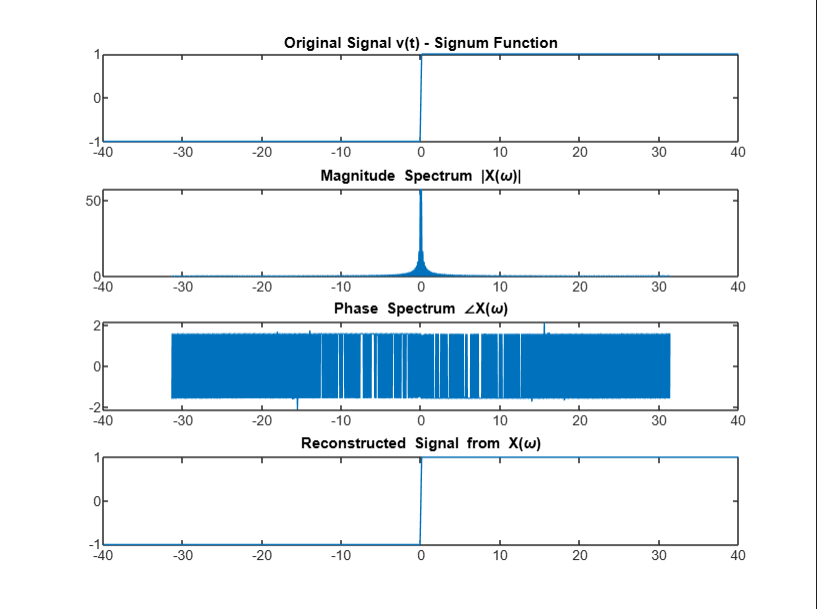 Original Signal v(t) - Signum Function
1
0
-1
-40 -30 -20 -10 0 10 20 30 40
Magnitude Spectrum |X(ω)|
50
0
-40 -30 -20 -10 0 10 20 30 40
Phase Spectrum ∠X(ω)
2
0
-2
-40 -30 -20 -10 0 10 20 30 40
Reconstructed Signal from X(ω)
1
0
-1
-40 -30 -20 -10 0 10 20 30 40